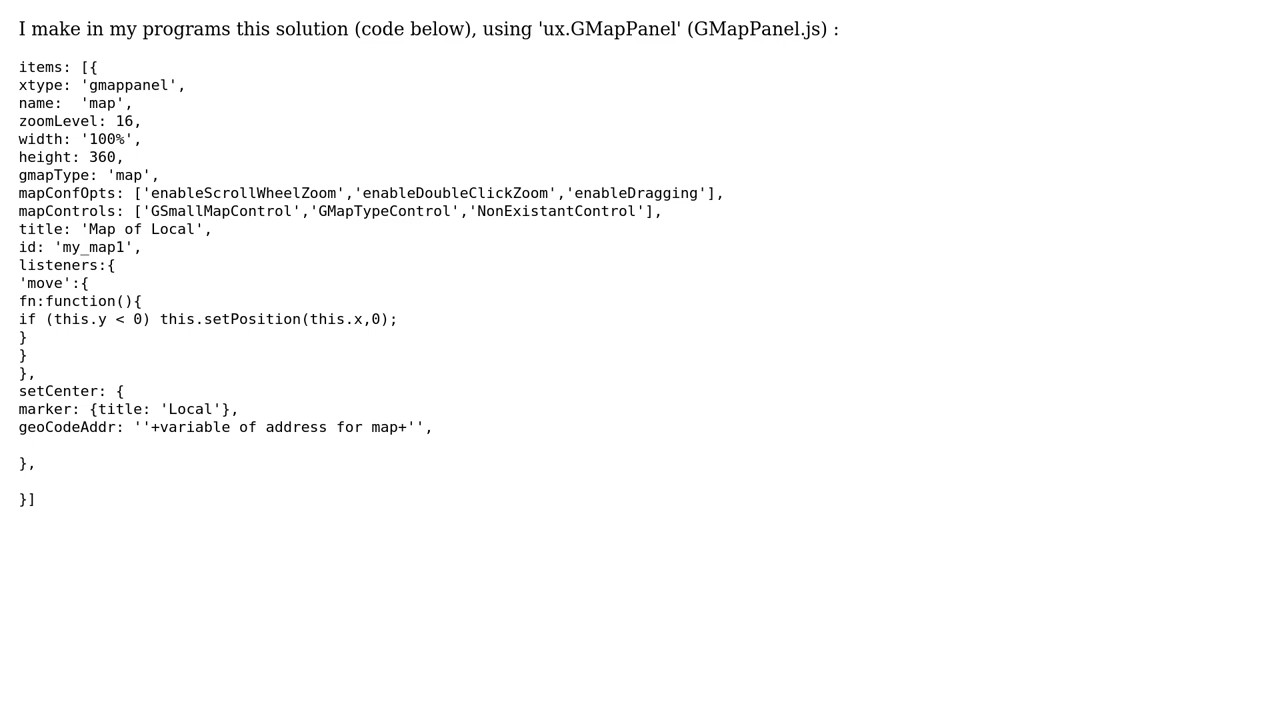 I make in my programs this solution (code below), using 'ux.GMapPanel' (GMapPanel.js) :
items: [{
xtype: 'gmappanel',
name:  'map',
zoomLevel: 16,
width: '100%',
height: 360,
gmapType: 'map',
mapConfOpts: ['enableScrollWheelZoom','enableDoubleClickZoom','enableDragging'],
mapControls: ['GSmallMapControl','GMapTypeControl','NonExistantControl'],
title: 'Map of Local',
id: 'my_map1',
listeners:{
'move':{
fn:function(){
if (this.y < 0) this.setPosition(this.x,0);
}
}
},
setCenter: {
marker: {title: 'Local'},
geoCodeAddr: ''+variable of address for map+'',
},
}]